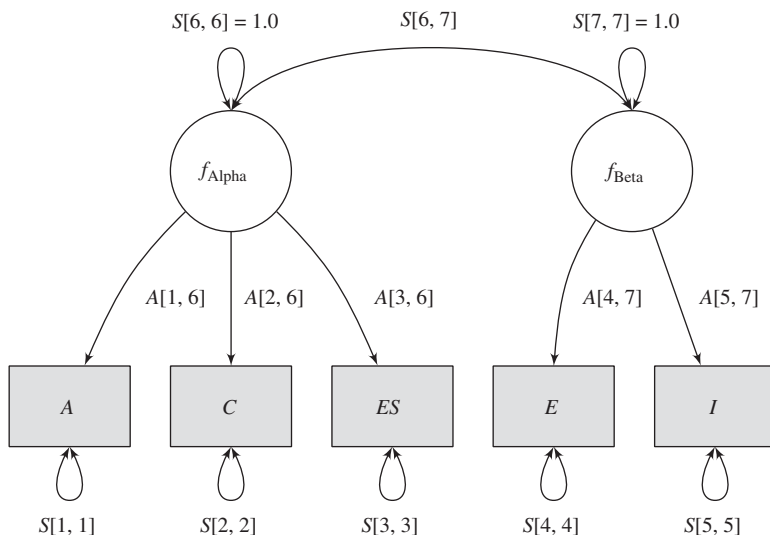 S[6, 6] = 1.0
S[6, 7]
S[7, 7] = 1.0
f_Alpha
f_Beta
A[1, 6]
A[2, 6]
A[3, 6]
A[4, 7]
A[5, 7]
A
C
ES
E
I
S[1, 1]
S[2, 2]
S[3, 3]
S[4, 4]
S[5, 5]